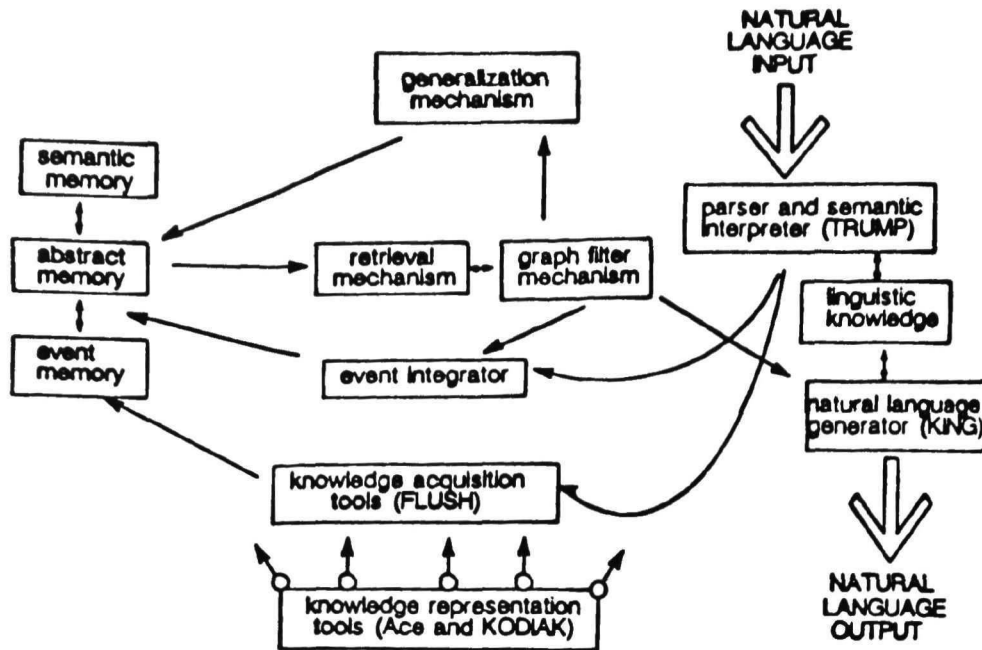 NATURAL
LANGUAGE
INPUT
generalization
mechanism
semantic
memory
parser and semantic
interpreter (TRUMP)
abstract
memory
retrieval
mechanism
graph filter
mechanism
linguistic
knowledge
event
memory
event integrator
natural language
generator (KING)
knowledge acquisition
tools (FLUSH)
knowledge representation
tools (Ace and KODIAK)
NATURAL
LANGUAGE
OUTPUT